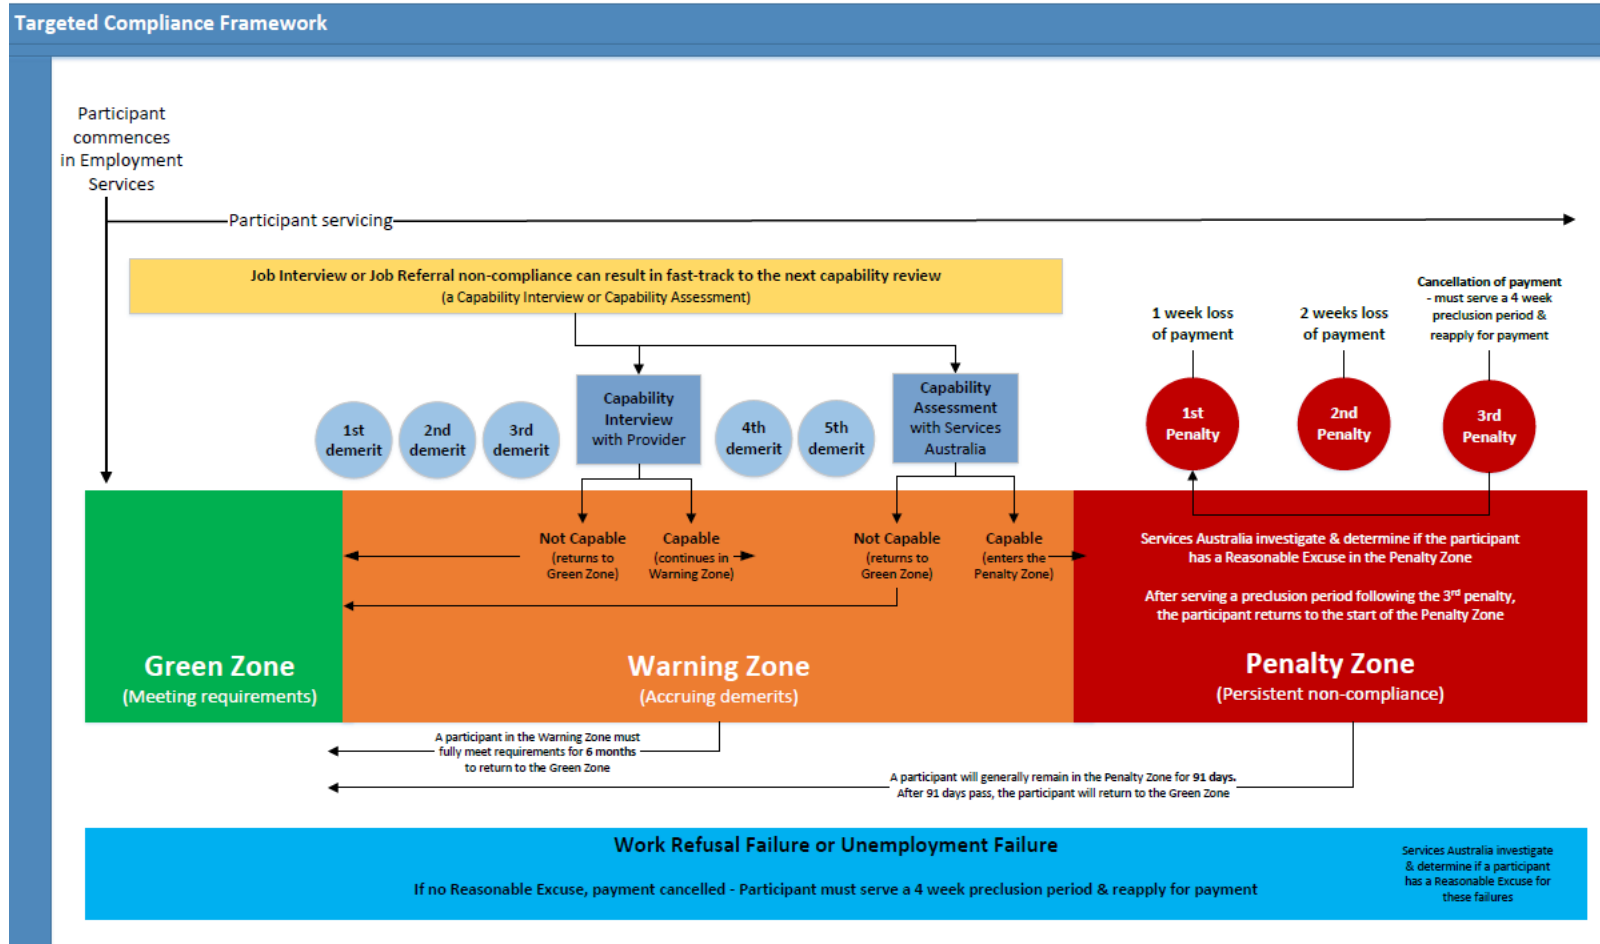 Targeted Compliance Framework
Participant
commences
in Employment
Services
Participant servicing
Job Interview or Job Referral non-compliance can result in fast-track to the next capability review
(a Capability Interview or Capability Assessment)
1 week loss
of payment
2 weeks loss
of payment
Cancellation of payment
- must serve a 4 week
preclusion period &
reapply for payment
1st
demerit
2nd
demerit
3rd
demerit
Capability
Interview
with Provider
4th
demerit
5th
demerit
Capability
Assessment
with Services
Australia
1st
Penalty
2nd
Penalty
3rd
Penalty
Not Capable
(returns to
Green Zone)
Capable
(continues in
Warning Zone)
Not Capable
(returns to
Green Zone)
Capable
(enters the
Penalty Zone)
Services Australia investigate & determine if the participant
has a Reasonable Excuse in the Penalty Zone
After serving a preclusion period following the 3rd penalty,
the participant returns to the start of the Penalty Zone
Green Zone
(Meeting requirements)
Warning Zone
(Accruing demerits)
Penalty Zone
(Persistent non-compliance)
A participant in the Warning Zone must
fully meet requirements for 6 months
to return to the Green Zone
A participant will generally remain in the Penalty Zone for 91 days.
After 91 days pass, the participant will return to the Green Zone
Work Refusal Failure or Unemployment Failure
If no Reasonable Excuse, payment cancelled - Participant must serve a 4 week preclusion period & reapply for payment
Services Australia investigate
& determine if a participant
has a Reasonable Excuse for
these failures